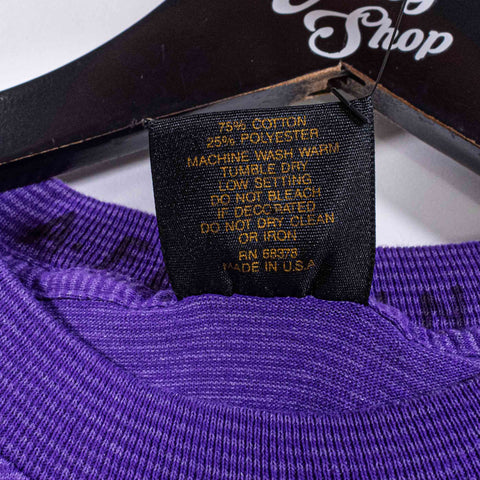 Shop
75% COTTON
25% POLYESTER
MACHINE WASH WARM
TUMBLE DRY
LOW SETTING
DO NOT BLEACH
IF DECORATED
DO NOT DRY CLEAN
OR IRON
RN 68378
MADE IN U.S.A